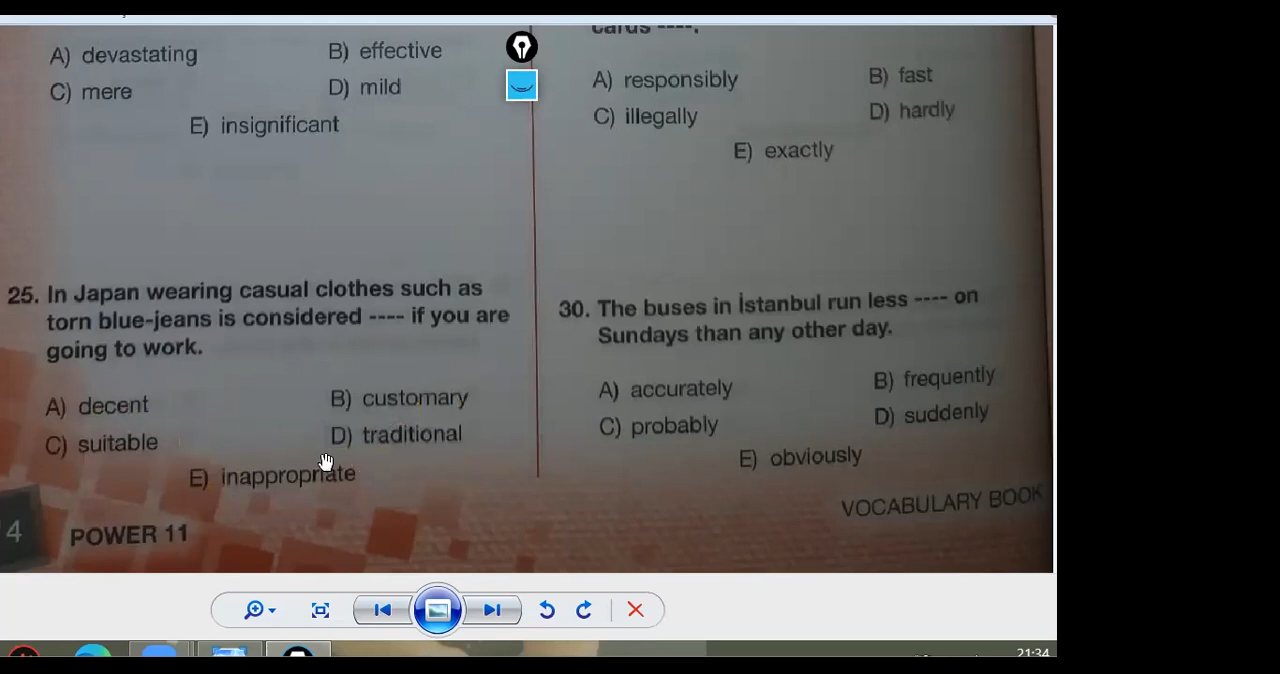 A) devastating
B) effective
C) mere
D) mild
E) insignificant
25. In Japan wearing casual clothes such as
torn blue-jeans is considered ---- if you are
going to work.
A) decent
B) customary
C) suitable
D) traditional
E) inappropriate
4
POWER 11
cards ----.
A) responsibly
B) fast
C) illegally
D) hardly
E) exactly
30. The buses in İstanbul run less ---- on
Sundays than any other day.
A) accurately
B) frequently
C) probably
D) suddenly
E) obviously
VOCABULARY BOOK
21:34